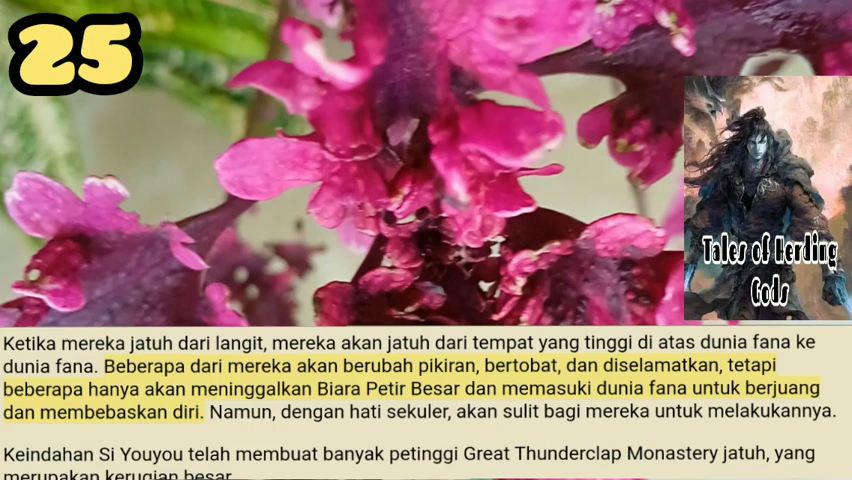 25
Tales of Herding
Gods
Ketika mereka jatuh dari langit, mereka akan jatuh dari tempat yang tinggi di atas dunia fana ke
dunia fana. Beberapa dari mereka akan berubah pikiran, bertobat, dan diselamatkan, tetapi
beberapa hanya akan meninggalkan Biara Petir Besar dan memasuki dunia fana untuk berjuang
dan membebaskan diri. Namun, dengan hati sekuler, akan sulit bagi mereka untuk melakukannya.
Keindahan Si Youyou telah membuat banyak petinggi Great Thunderclap Monastery jatuh, yang
merupakan kerugian besar